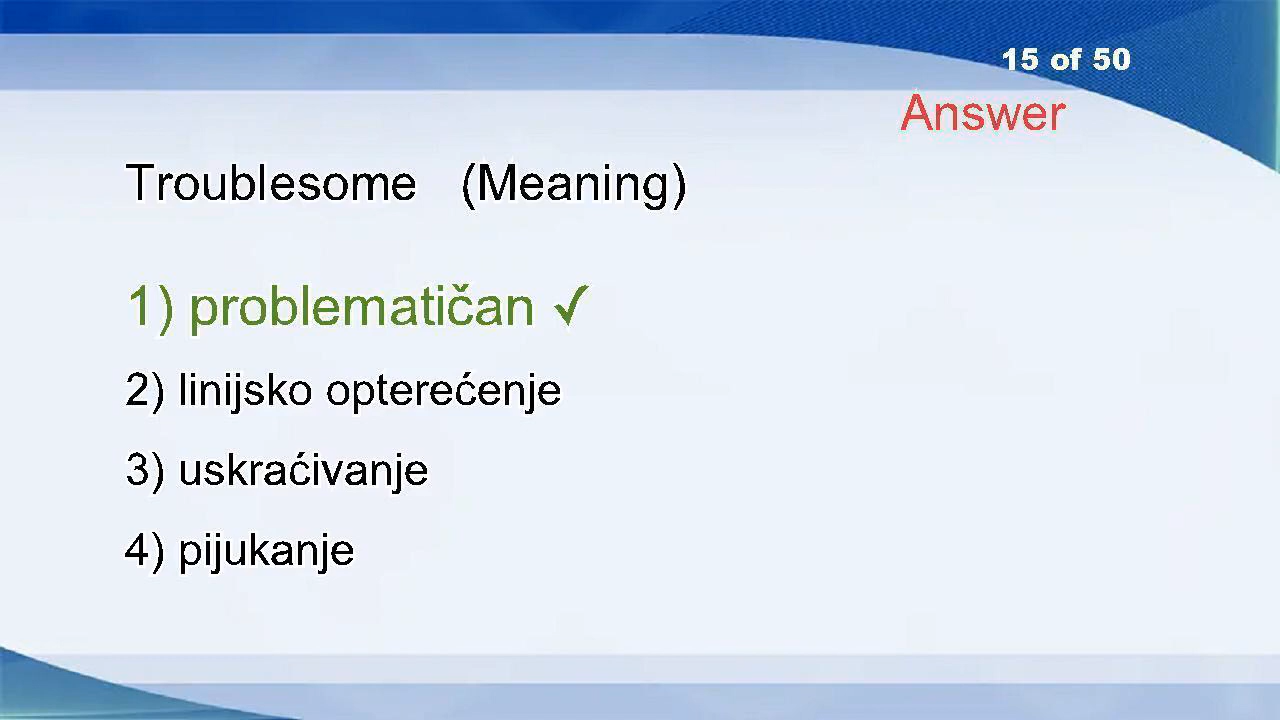 15 of 50
Answer
Troublesome (Meaning)
1) problematičan ✓
2) linijsko opterećenje
3) uskraćivanje
4) pijukanje